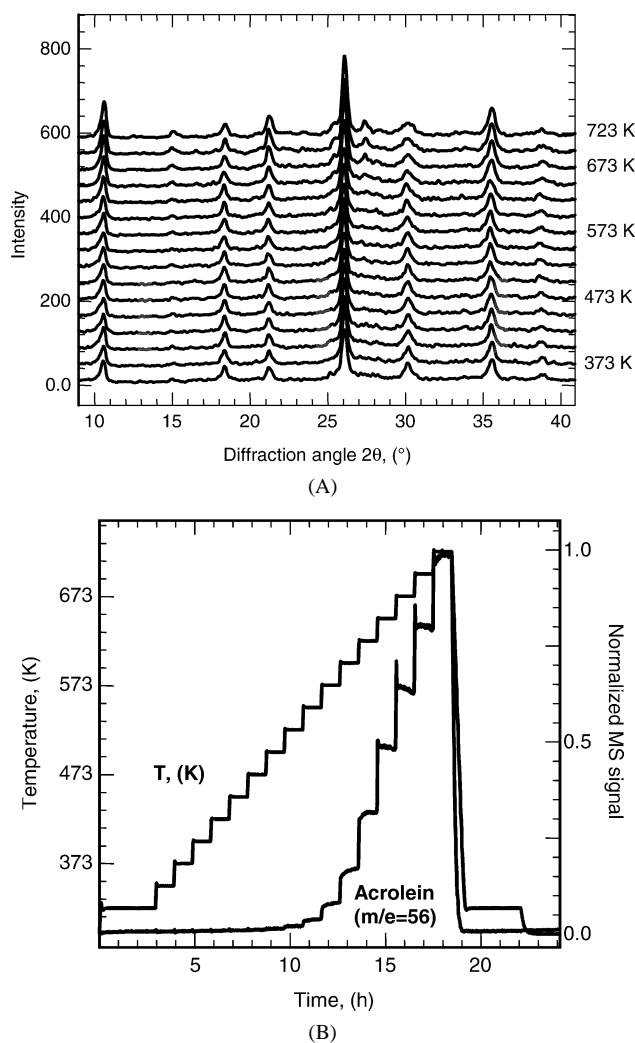 800
600
400
200
0.0
Intensity
723 K
673 K
573 K
473 K
373 K
10
15
20
25
30
35
40
Diffraction angle 2θ, (°)
(A)
673
573
473
373
Temperature, (K)
T, (K)
Acrolein
(m/e=56)
1.0
0.5
0.0
Normalized MS signal
5
10
15
20
Time, (h)
(B)